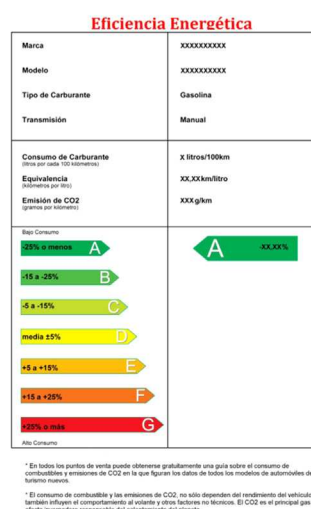 Eficiencia Energética
Marca XXXXXXXXXX
Modelo XXXXXXXXXX
Tipo de Carburante Gasolina
Transmisión Manual
Consumo de Carburante X litros/100km
(litros por cada 100 kilómetros)
Equivalencia XX,XXkm/litro
(kilómetros por litro)
Emisión de CO2 XXX g/km
(gramos por kilómetro)
Bajo Consumo
-25% o menos A A -XX,XX%
-15 a -25% B
-5 a -15% C
media ±5% D
+5 a +15% E
+15 a +25% F
+25% o más G
Alto Consumo
* En todos los puntos de venta puede obtenerse gratuitamente una guía sobre el consumo de
combustibles y emisiones de CO2 en la que figuran los datos de todos los modelos de automóviles de
turismo nuevos.
* El consumo de combustible y las emisiones de CO2, no sólo dependen del rendimiento del vehículo;
también influyen el comportamiento al volante y otros factores no técnicos. El CO2 es el principal gas